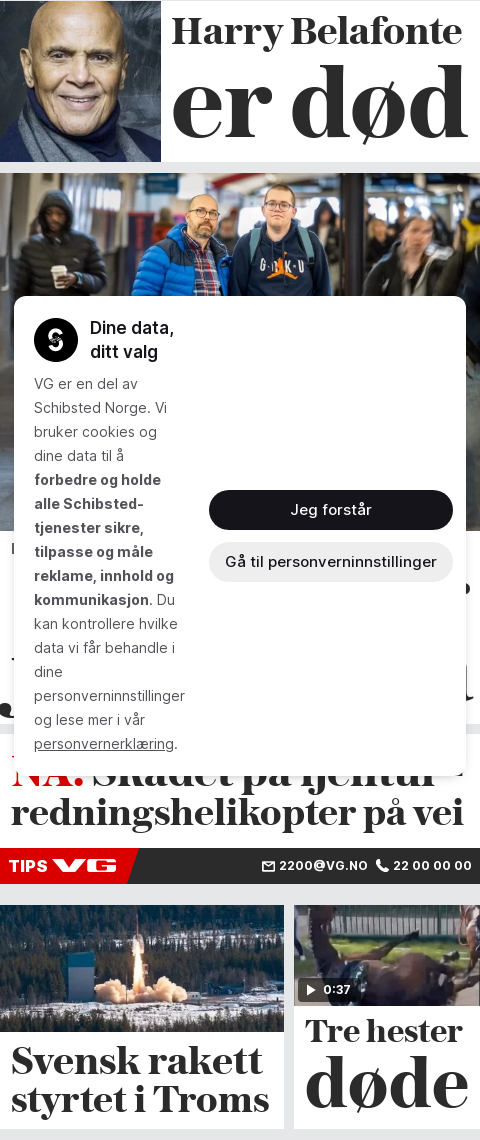 Harry Belafonte
er død
GOKU
Dine data,
ditt valg
VG er en del av
Schibsted Norge. Vi
bruker cookies og
dine data til å
forbedre og holde
alle Schibsted-
tjenester sikre,
tilpasse og måle
reklame, innhold og
kommunikasjon. Du
kan kontrollere hvilke
data vi får behandle i
dine
personverninnstillinger
og lese mer i vår
personvernerklæring.
Jeg forstår
Gå til personverninnstillinger
NÅ: Skadet på fjelltur –
redningshelikopter på vei
TIPS VG
2200@VG.NO 22 00 00 00
0:37
Svensk rakett
styrtet i Troms
Tre hester
døde